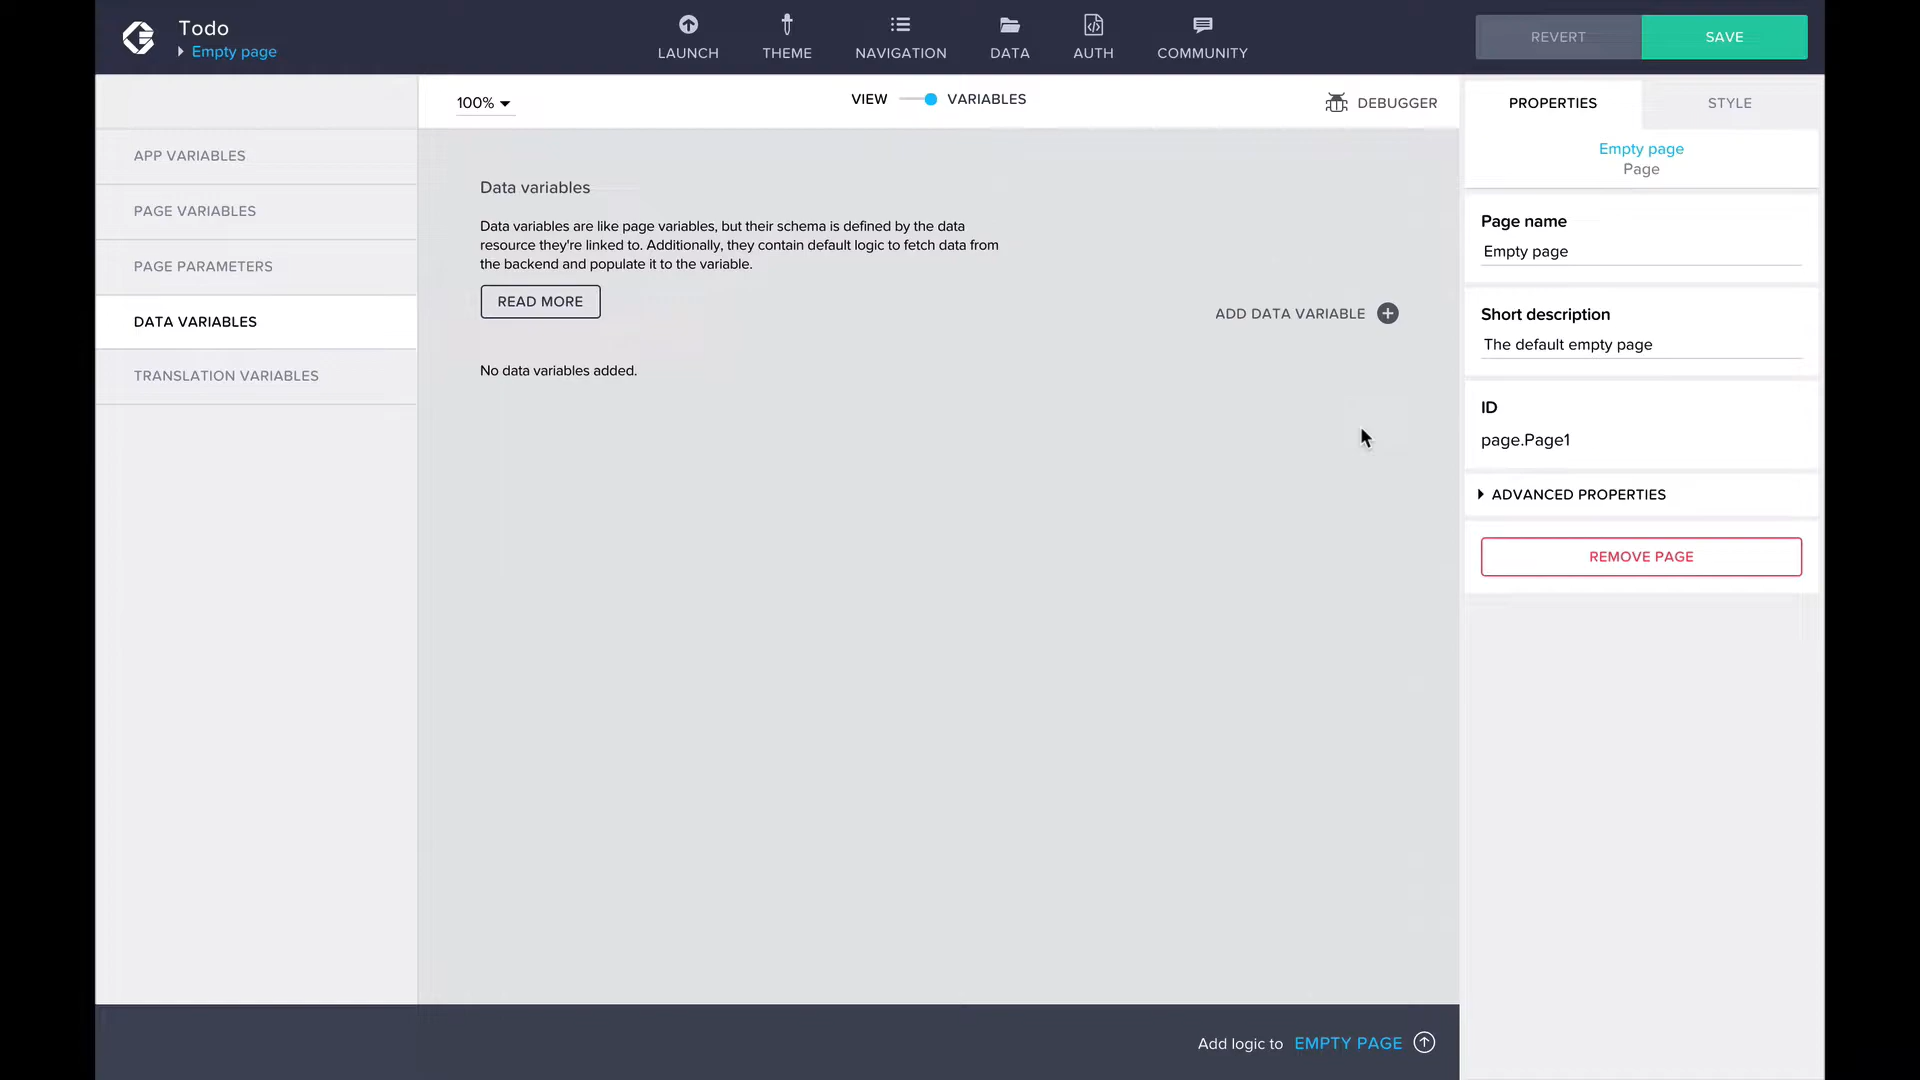 Todo
Empty page
LAUNCH
THEME
NAVIGATION
DATA
AUTH
COMMUNITY
REVERT
SAVE
100%
VIEW
VARIABLES
DEBUGGER
PROPERTIES
STYLE
APP VARIABLES
PAGE VARIABLES
PAGE PARAMETERS
DATA VARIABLES
TRANSLATION VARIABLES
Data variables
Data variables are like page variables, but their schema is defined by the data
resource they're linked to. Additionally, they contain default logic to fetch data from
the backend and populate it to the variable.
READ MORE
ADD DATA VARIABLE
No data variables added.
Empty page
Page
Page name
Empty page
Short description
The default empty page
ID
page.Page1
ADVANCED PROPERTIES
REMOVE PAGE
Add logic to EMPTY PAGE